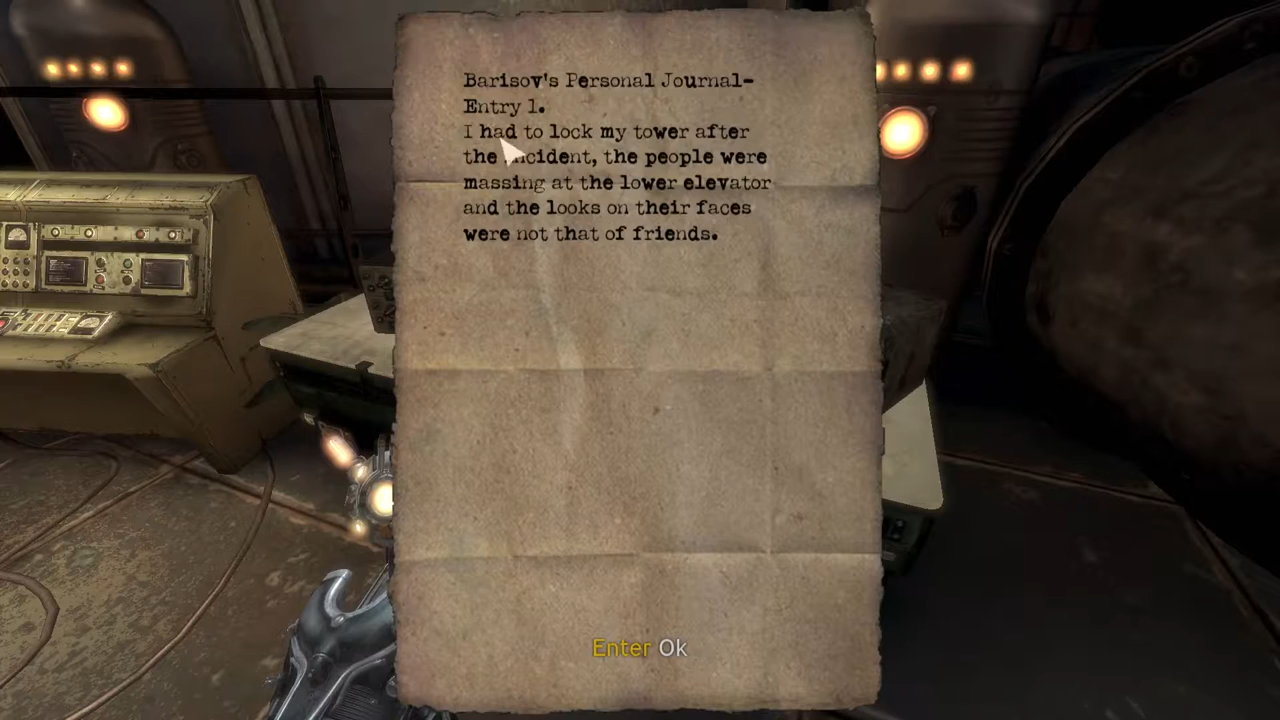 Barisov's Personal Journal-
Entry 1.
I had to lock my tower after
the incident, the people were
massing at the lower elevator
and the looks on their faces
were not that of friends.
Enter Ok